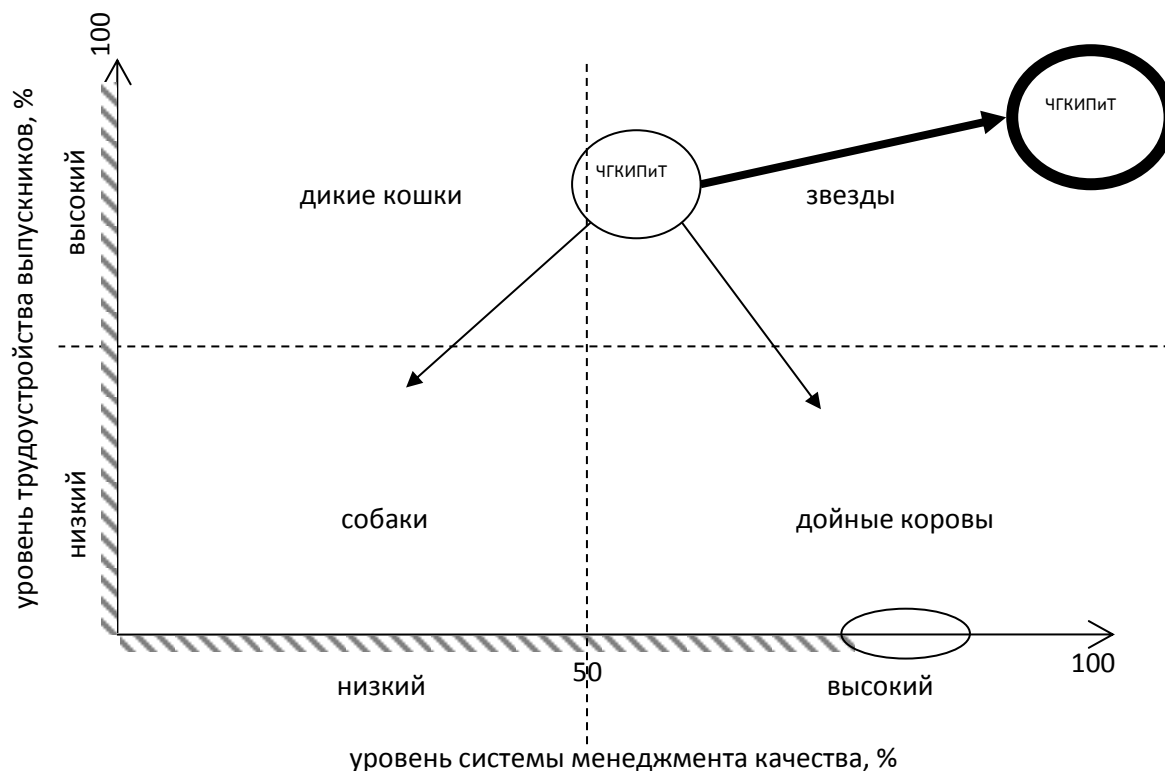 100
ЧГКИПиТ
ЧГКИПиТ
дикие кошки
звезды
высокий
уровень трудоустройства выпускников, %
низкий
собаки
дойные коровы
50
100
низкий
высокий
уровень системы менеджмента качества, %